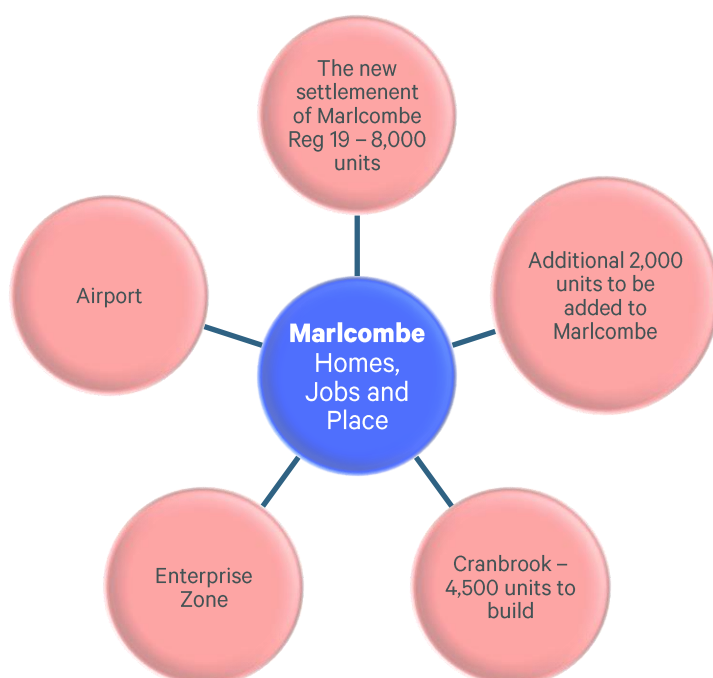 The new
settlemenent
of Marlcombe
Reg 19 – 8,000
units
Airport
Additional 2,000
units to be
added to
Marlcombe
Marlcombe
Homes,
Jobs and
Place
Enterprise
Zone
Cranbrook –
4,500 units to
build